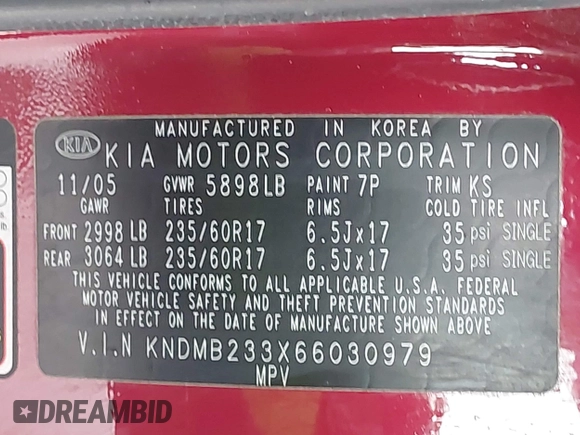 MANUFACTURED IN KOREA BY
KIA KIA MOTORS CORPORATION
11/05 GVWR 5898LB PAINT 7P TRIM KS
GAWR TIRES RIMS COLD TIRE INFL
FRONT 2998 LB 235/60R17 6.5Jx17 35 psi SINGLE
REAR 3064 LB 235/60R17 6.5Jx17 35 psi SINGLE
THIS VEHICLE CONFORMS TO ALL APPLICABLE U.S.A. FEDERAL
MOTOR VEHICLE SAFETY AND THEFT PREVENTION STANDARDS
IN EFFECT ON THE DATE OF MANUFACTURE SHOWN ABOVE
V.I.N KNDMB233X66030979
MPV
DREAMBID